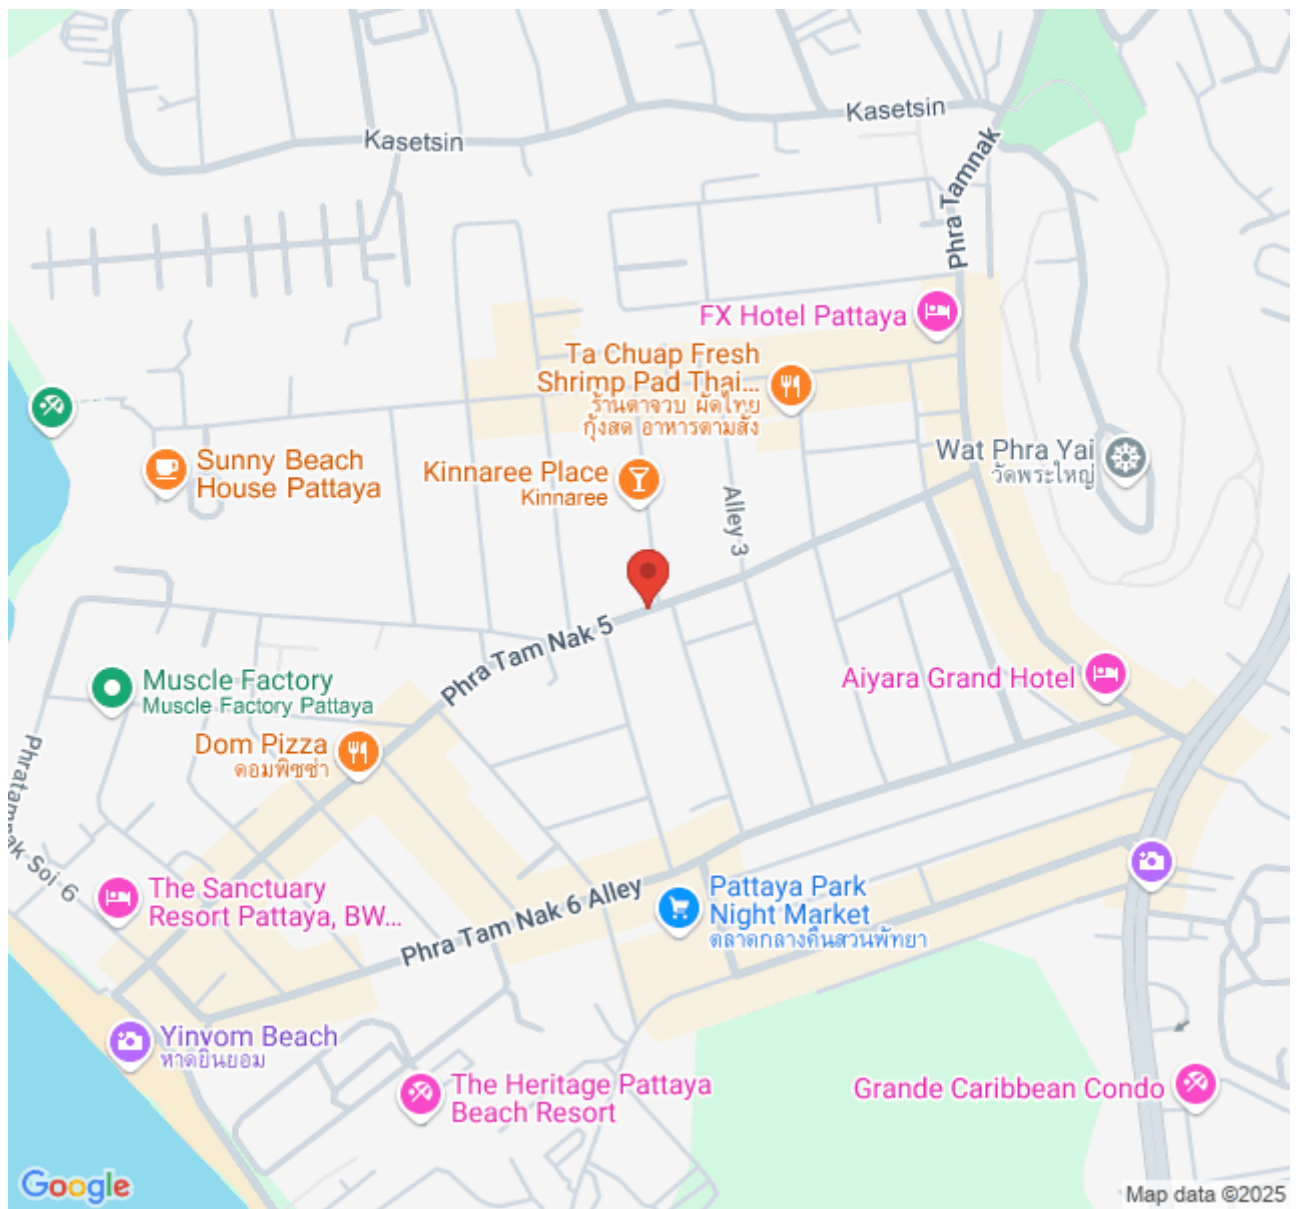 Kasetsin
Kasetsin
Phra Tamnak
FX Hotel Pattaya
Ta Chuap Fresh
Shrimp Pad Thai...
ร้านตาจวบ ผัดไทย
กุ้งสด อาหารตามสั่ง
Wat Phra Yai
วัดพระใหญ่
Sunny Beach
House Pattaya
Kinnaree Place
Kinnaree
Alley 3
Phra Tam Nak 5
Muscle Factory
Muscle Factory Pattaya
Aiyara Grand Hotel
Dom Pizza
ดอมพิซซ่า
Phratamnak Soi 6
The Sanctuary
Resort Pattaya, BW...
Phra Tam Nak 6 Alley
Pattaya Park
Night Market
ตลาดกลางคืนสวนพัทยา
Yinvom Beach
หาดยินยอม
The Heritage Pattaya
Beach Resort
Grande Caribbean Condo
Google
Map data ©2025